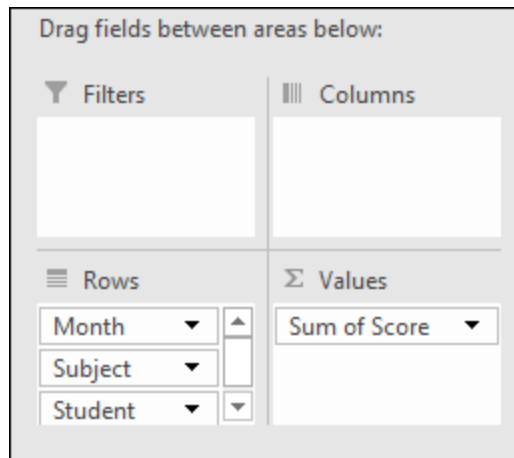 Drag fields between areas below:
Filters
Columns
Rows
Σ Values
Month
Sum of Score
Subject
Student